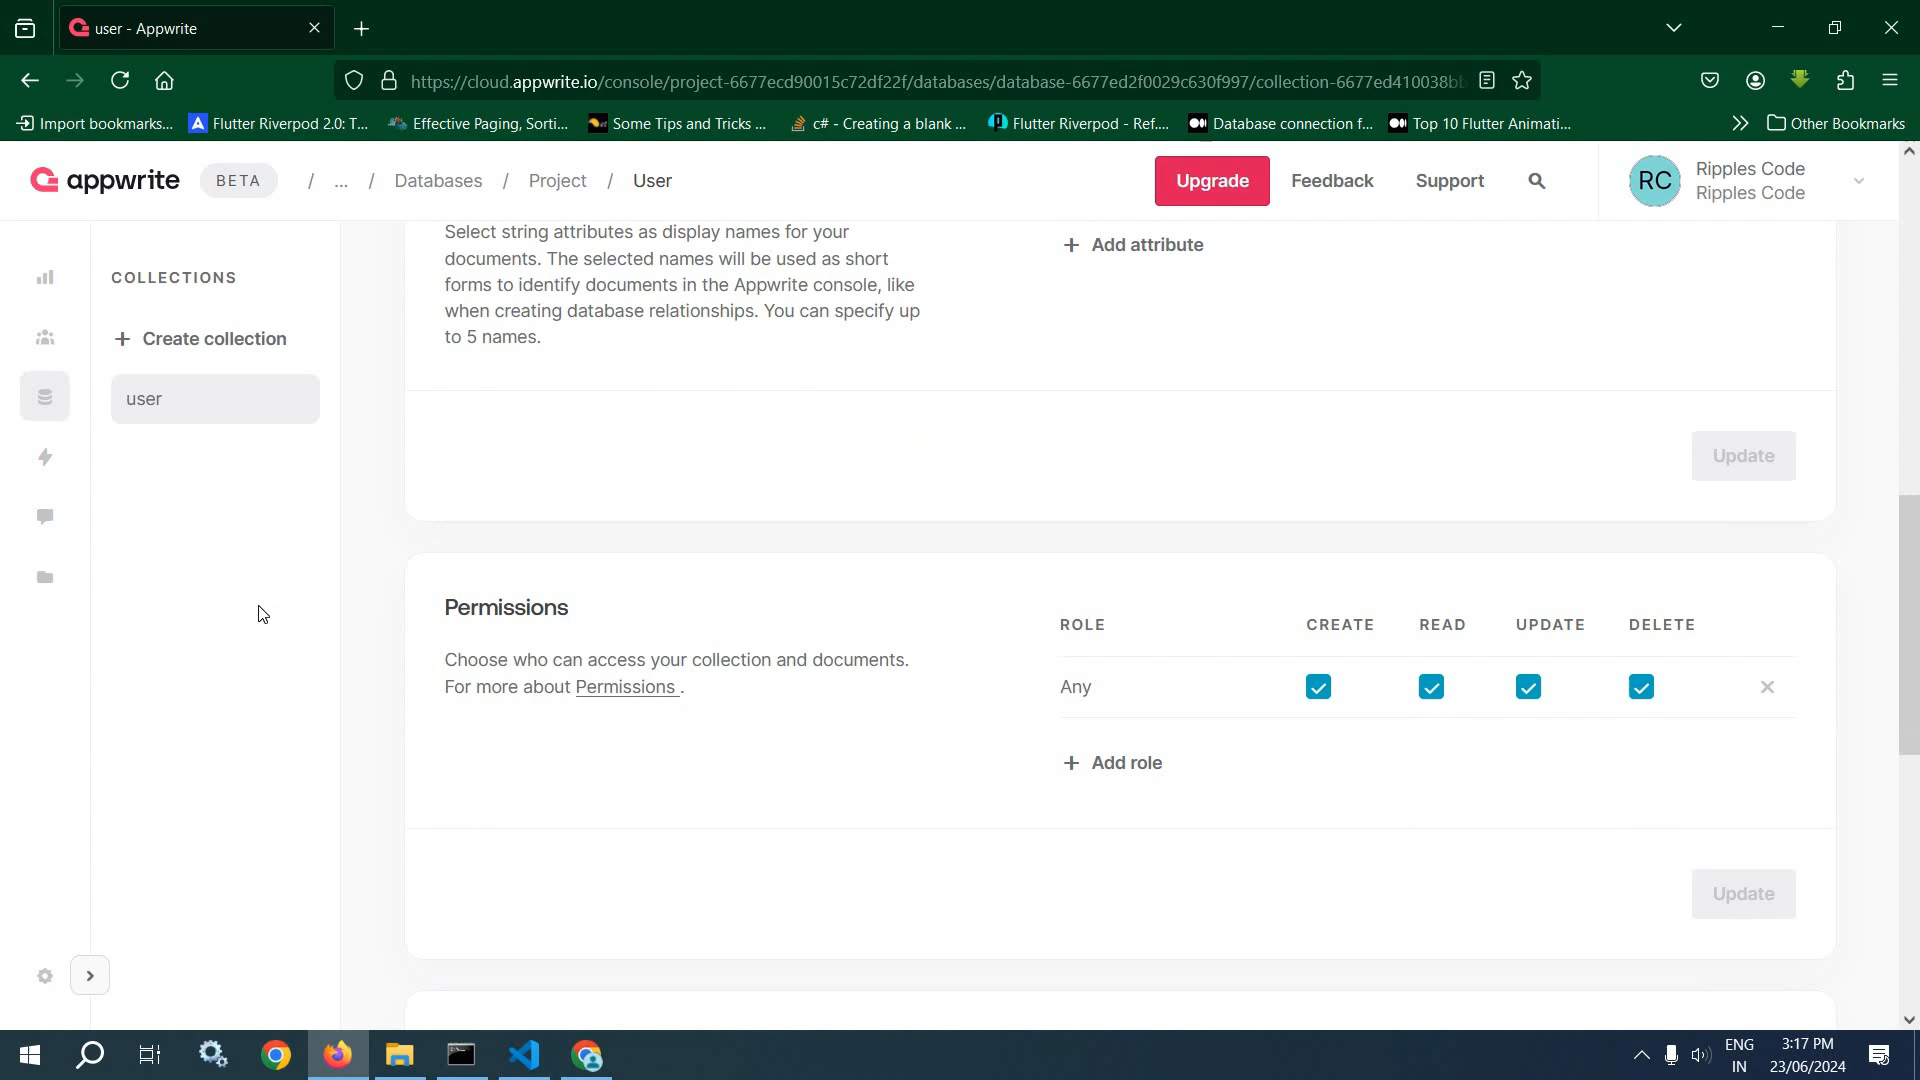 user - Appwrite
https://cloud.appwrite.io/console/project-6677ecd90015c72df22f/databases/database-6677ed2f0029c630f997/collection-6677ed410038bb
Import bookmarks... Flutter Riverpod 2.0: T... Effective Paging, Sorti... Some Tips and Tricks ... c# - Creating a blank ... Flutter Riverpod - Ref.... Database connection f... Top 10 Flutter Animati... Other Bookmarks
appwrite BETA / ... / Databases / Project / User Upgrade Feedback Support RC Ripples Code
Ripples Code
COLLECTIONS
+ Create collection
user
Select string attributes as display names for your
documents. The selected names will be used as short
forms to identify documents in the Appwrite console, like
when creating database relationships. You can specify up
to 5 names.
+ Add attribute
Update
Permissions
Choose who can access your collection and documents.
For more about Permissions .
ROLE CREATE READ UPDATE DELETE
Any
+ Add role
Update
ENG 3:17 PM
IN 23/06/2024